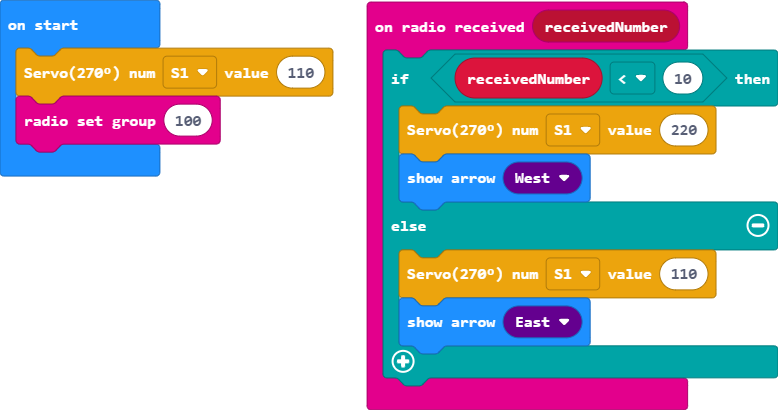 on start
Servo(270º) num S1 value 110
radio set group 100
on radio received receivedNumber
if receivedNumber < 10 then
Servo(270º) num S1 value 220
show arrow West
else
Servo(270º) num S1 value 110
show arrow East